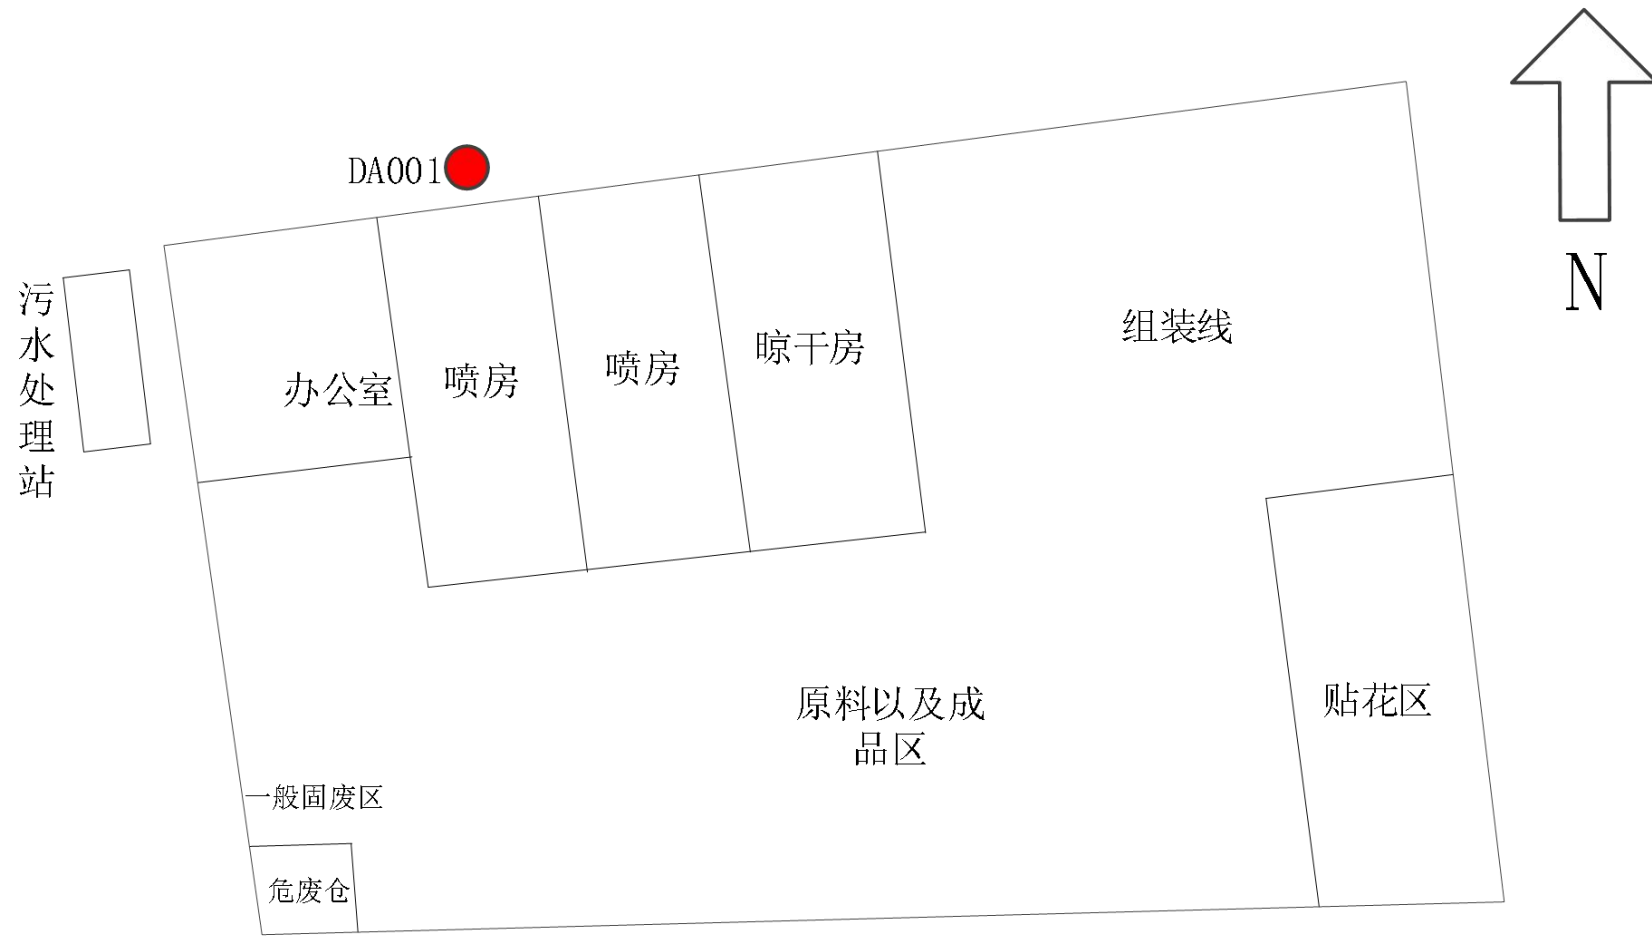 DA001
N
污水处理站
办公室
喷房
喷房
晾干房
组装线
原料以及成
品区
贴花区
一般固废区
危废仓